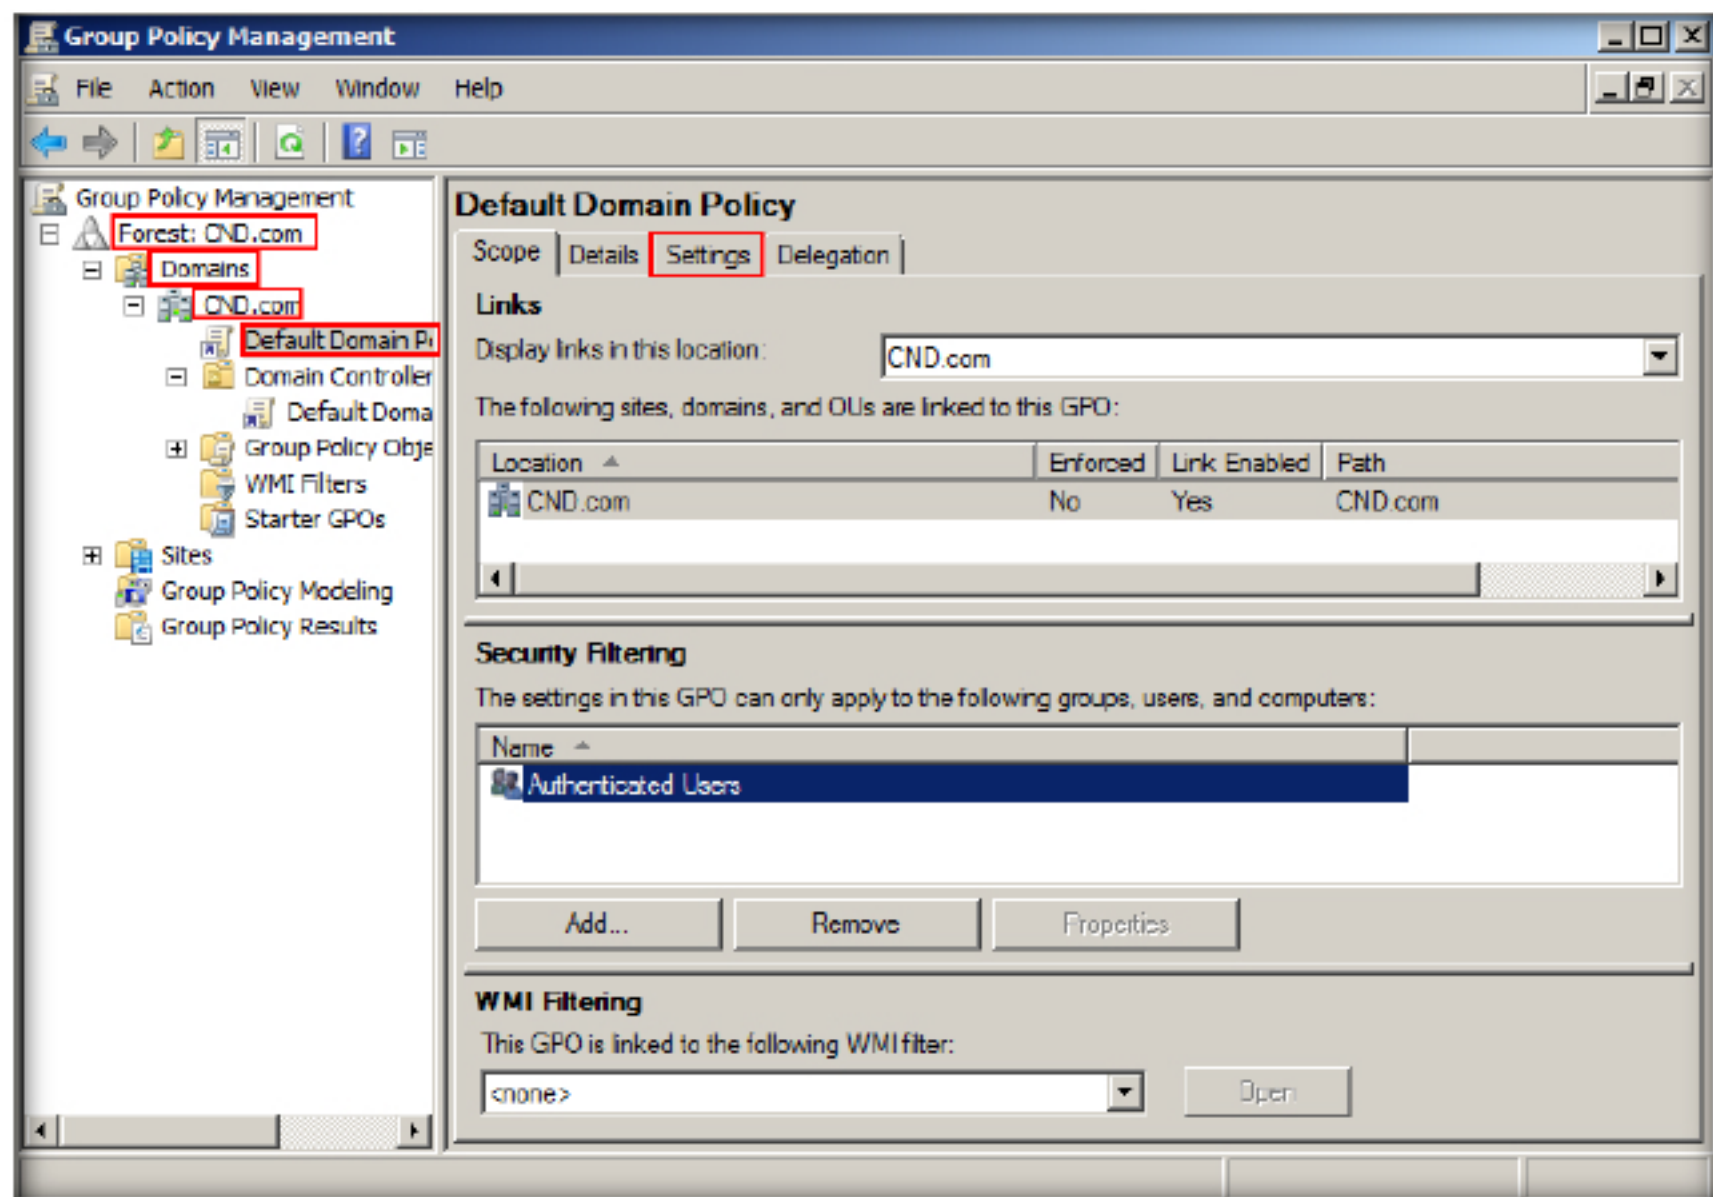 Group Policy Management
File Action View Window Help
Group Policy Management
Forest: CND.com
Domains
CND.com
Default Domain Po
Domain Controller
Default Doma
Group Policy Obje
WMI Filters
Starter GPOs
Sites
Group Policy Modeling
Group Policy Results
Default Domain Policy
Scope Details Settings Delegation
Links
Display links in this location: CND.com
The following sites, domains, and OUs are linked to this GPO:
Location Enforced Link Enabled Path
CND.com No Yes CND.com
Security Filtering
The settings in this GPO can only apply to the following groups, users, and computers:
Name
Authenticated Users
Add... Remove Properties
WMI Filtering
This GPO is linked to the following WMI filter:
<none> Open